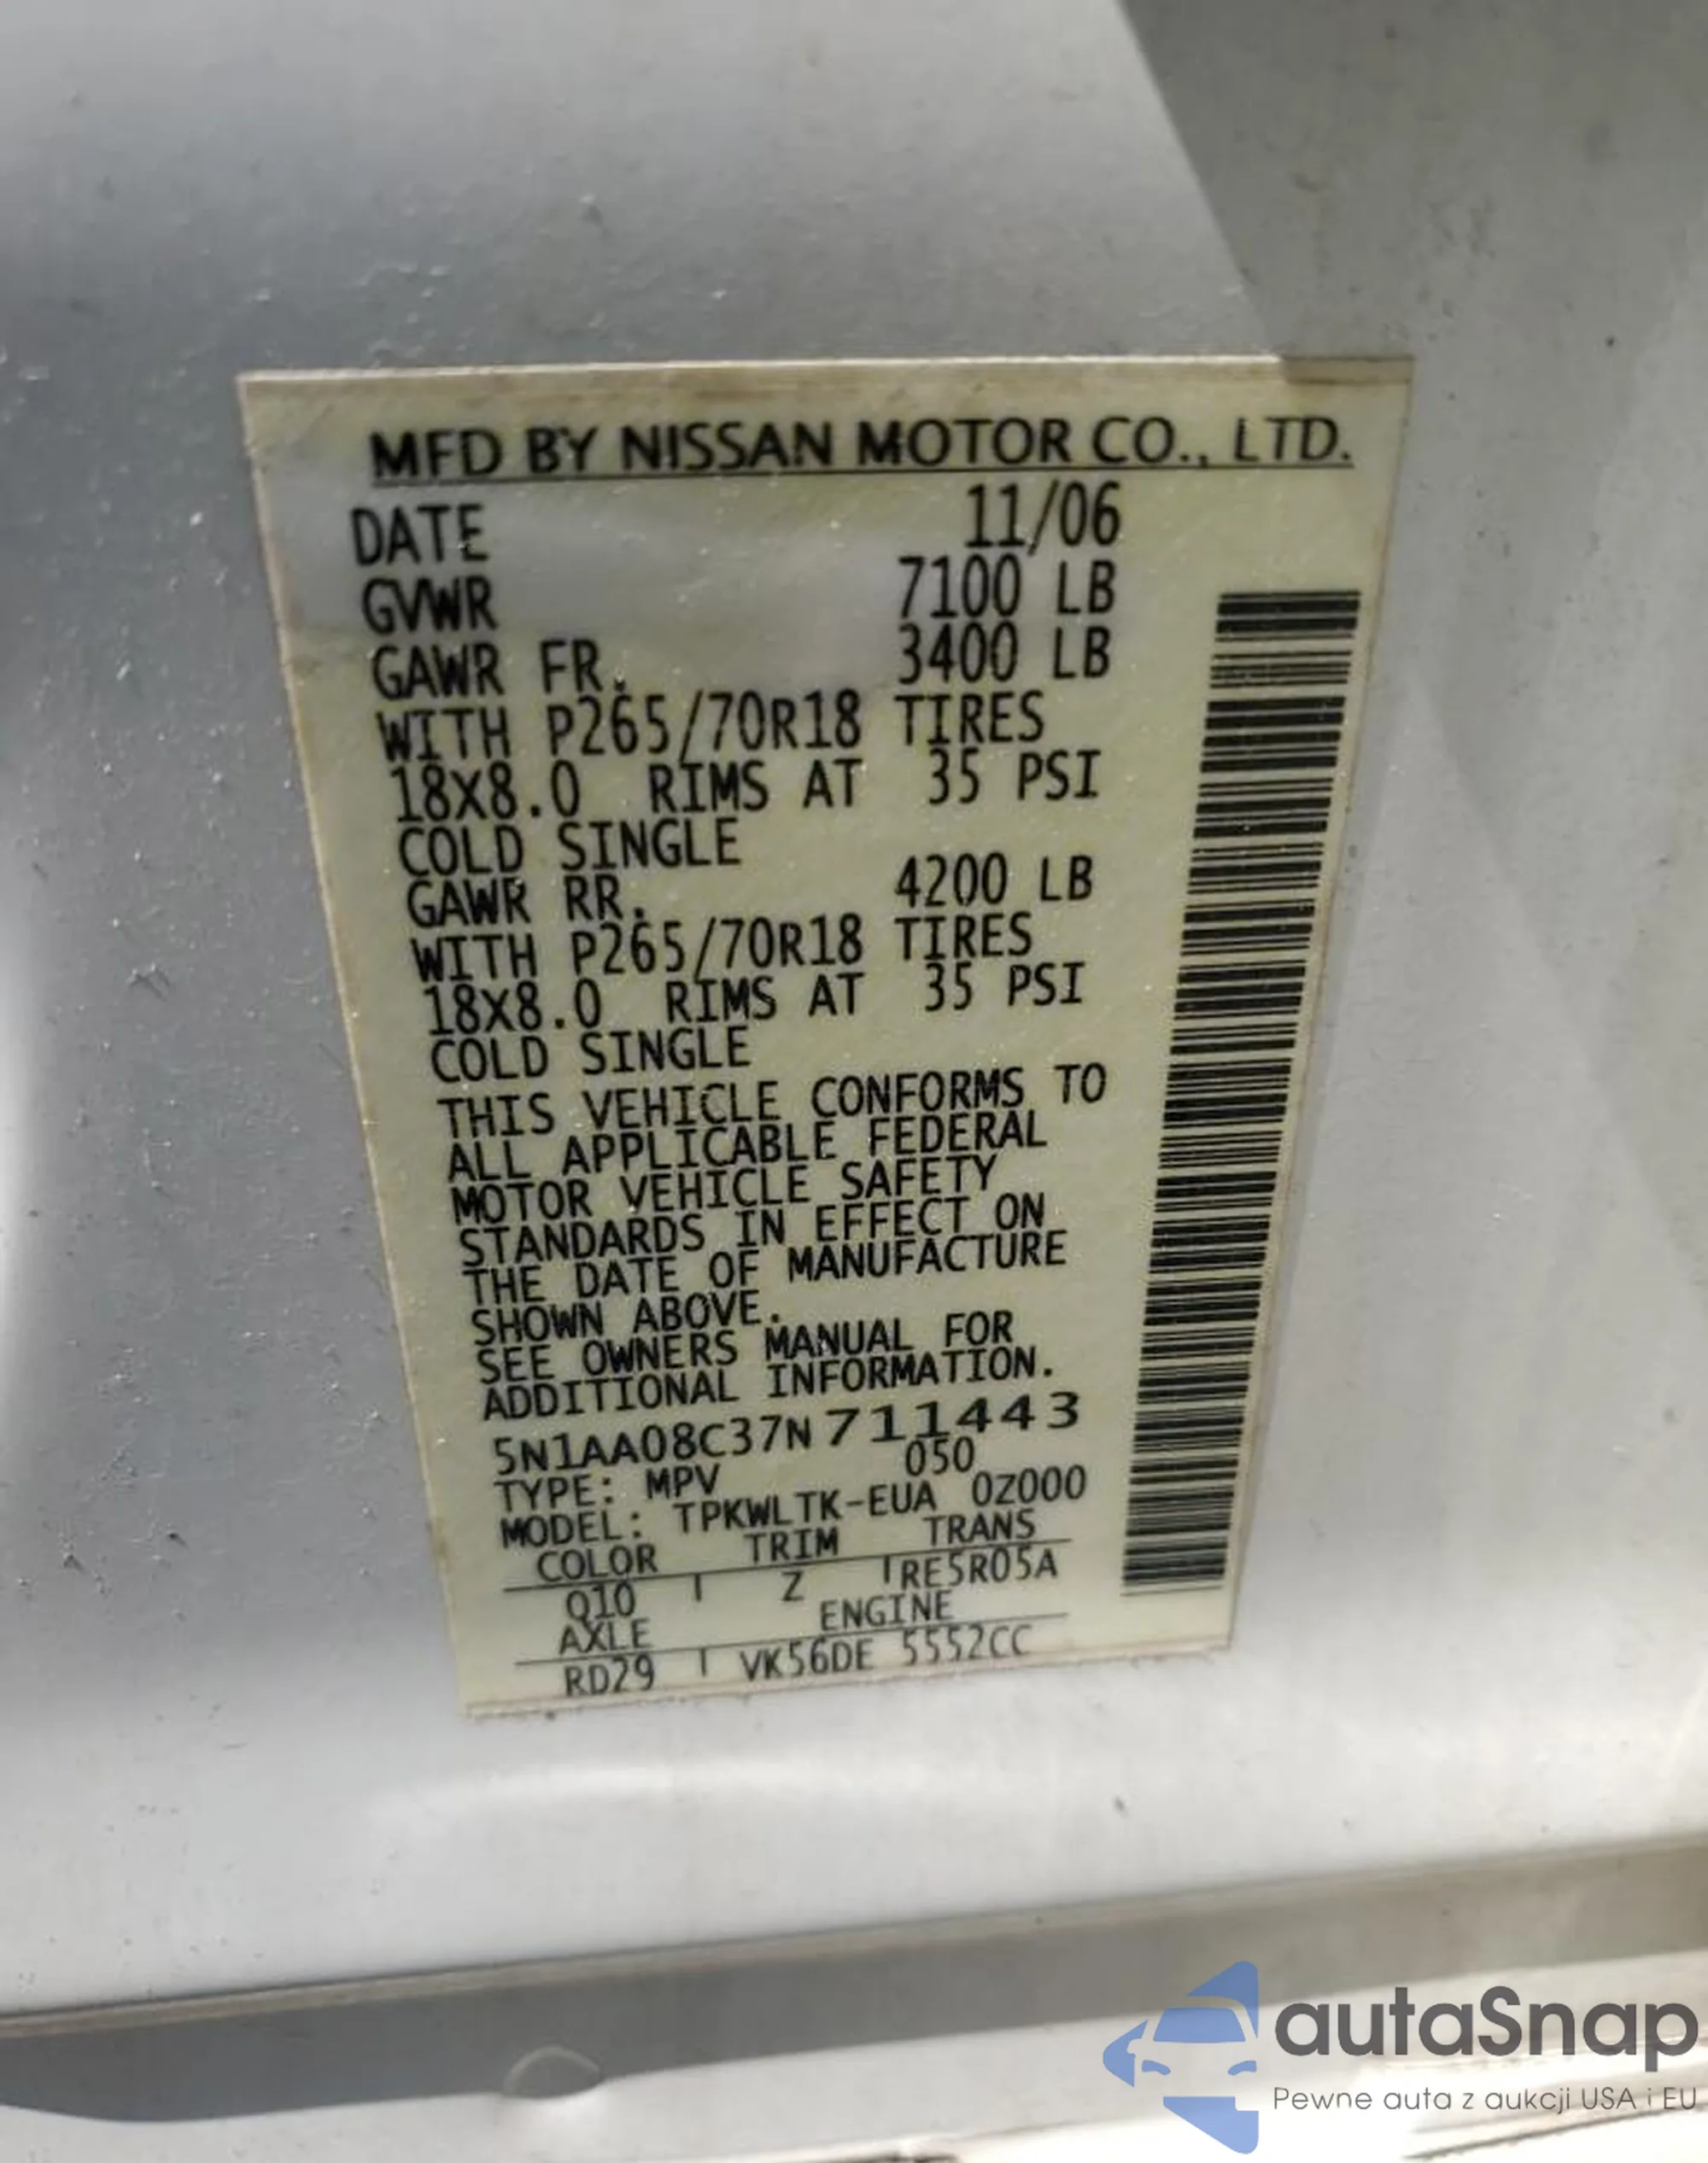 MFD BY NISSAN MOTOR CO., LTD.
DATE 11/06
GVWR 7100 LB
GAWR FR. 3400 LB
WITH P265/70R18 TIRES
18X8.0 RIMS AT 35 PSI
COLD SINGLE
GAWR RR. 4200 LB
WITH P265/70R18 TIRES
18X8.0 RIMS AT 35 PSI
COLD SINGLE
THIS VEHICLE CONFORMS TO
ALL APPLICABLE FEDERAL
MOTOR VEHICLE SAFETY
STANDARDS IN EFFECT ON
THE DATE OF MANUFACTURE
SHOWN ABOVE.
SEE OWNERS MANUAL FOR
ADDITIONAL INFORMATION.
5N1AA08C37N711443
TYPE: MPV 050
MODEL: TPKWLTK-EUA 0Z000
COLOR TRIM TRANS
Q10 Z RE5R05A
AXLE ENGINE
RD29 VK56DE 5552CC
autaSnap
Pewne auta z aukcji USA i EU